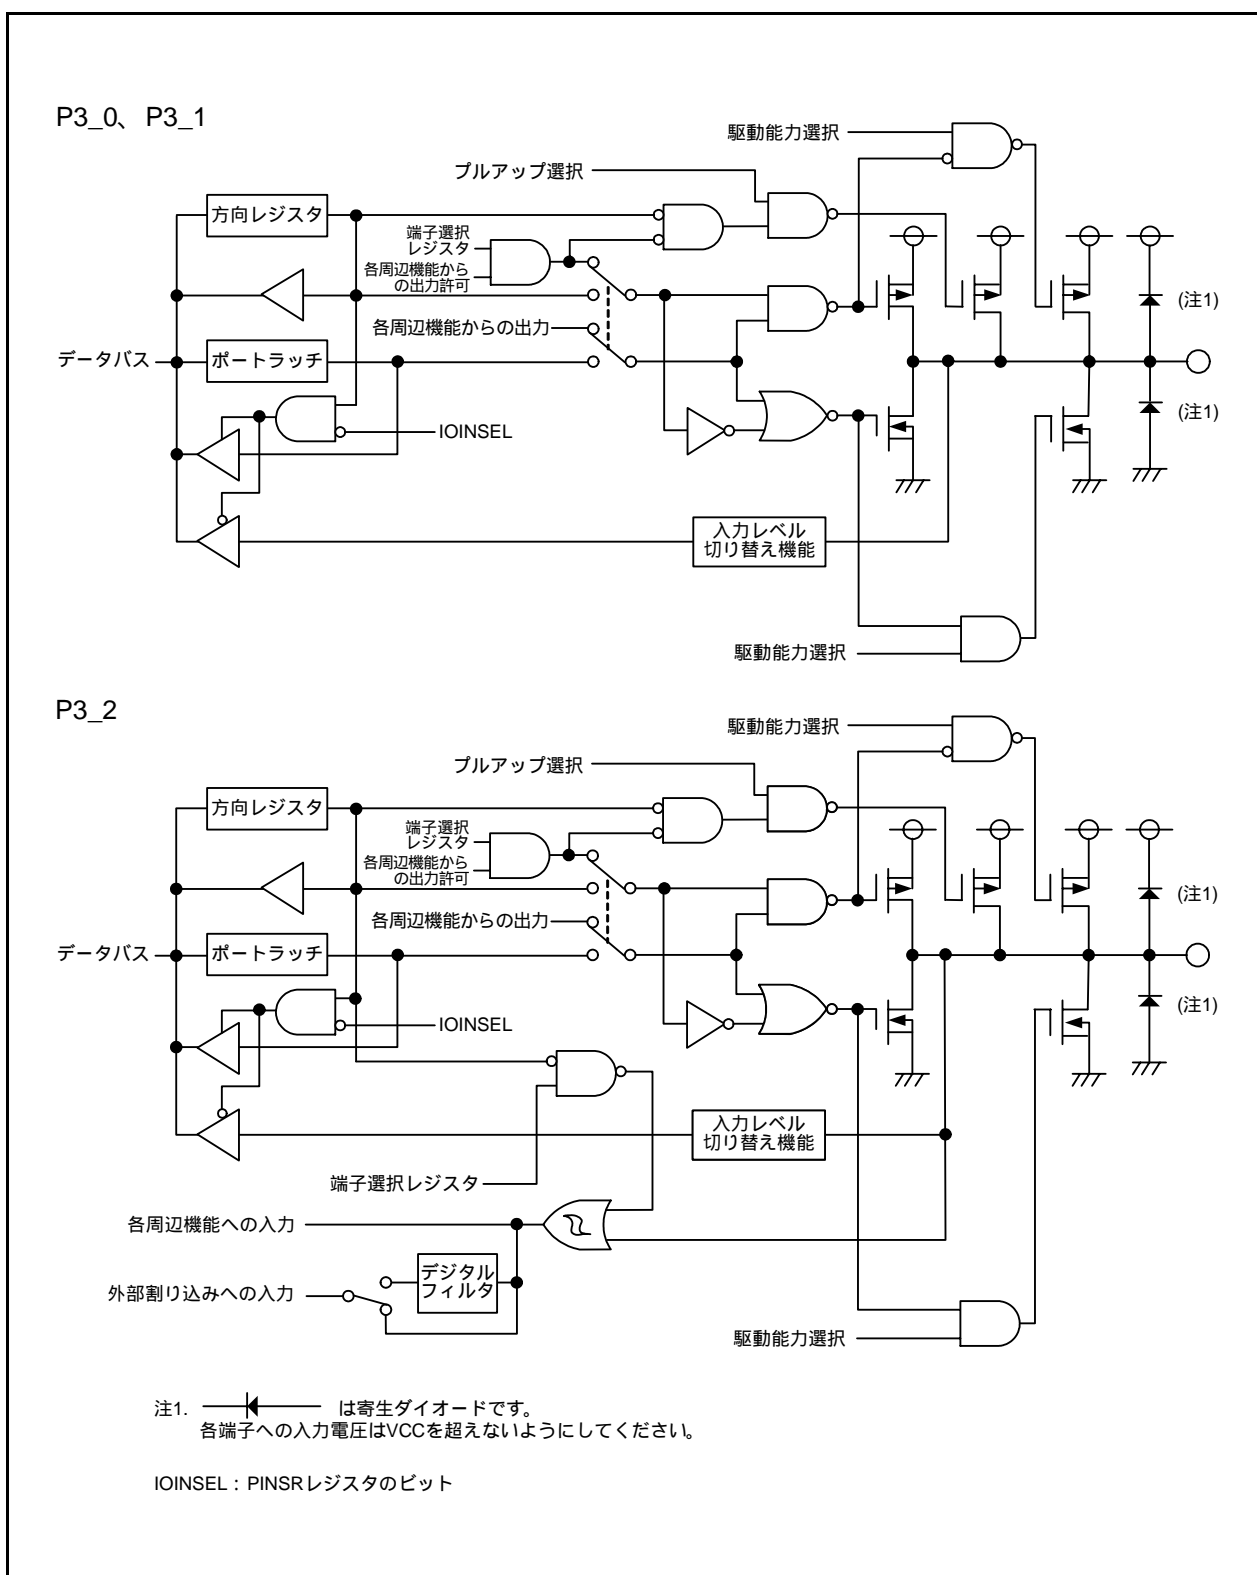 P3_0、P3_1
駆動能力選択
プルアップ選択
方向レジスタ
端子選択
レジスタ
各周辺機能から
の出力許可
(注1)
各周辺機能からの出力
データバス
ポートラッチ
(注1)
IOINSEL
入力レベル
切り替え機能
駆動能力選択
P3_2
駆動能力選択
プルアップ選択
方向レジスタ
端子選択
レジスタ
各周辺機能から
の出力許可
(注1)
各周辺機能からの出力
データバス
ポートラッチ
(注1)
IOINSEL
入力レベル
切り替え機能
端子選択レジスタ
各周辺機能への入力
デジタル
フィルタ
外部割り込みへの入力
駆動能力選択
注1. は寄生ダイオードです。
各端子への入力電圧はVCCを超えないようにしてください。
IOINSEL：PINSRレジスタのビット